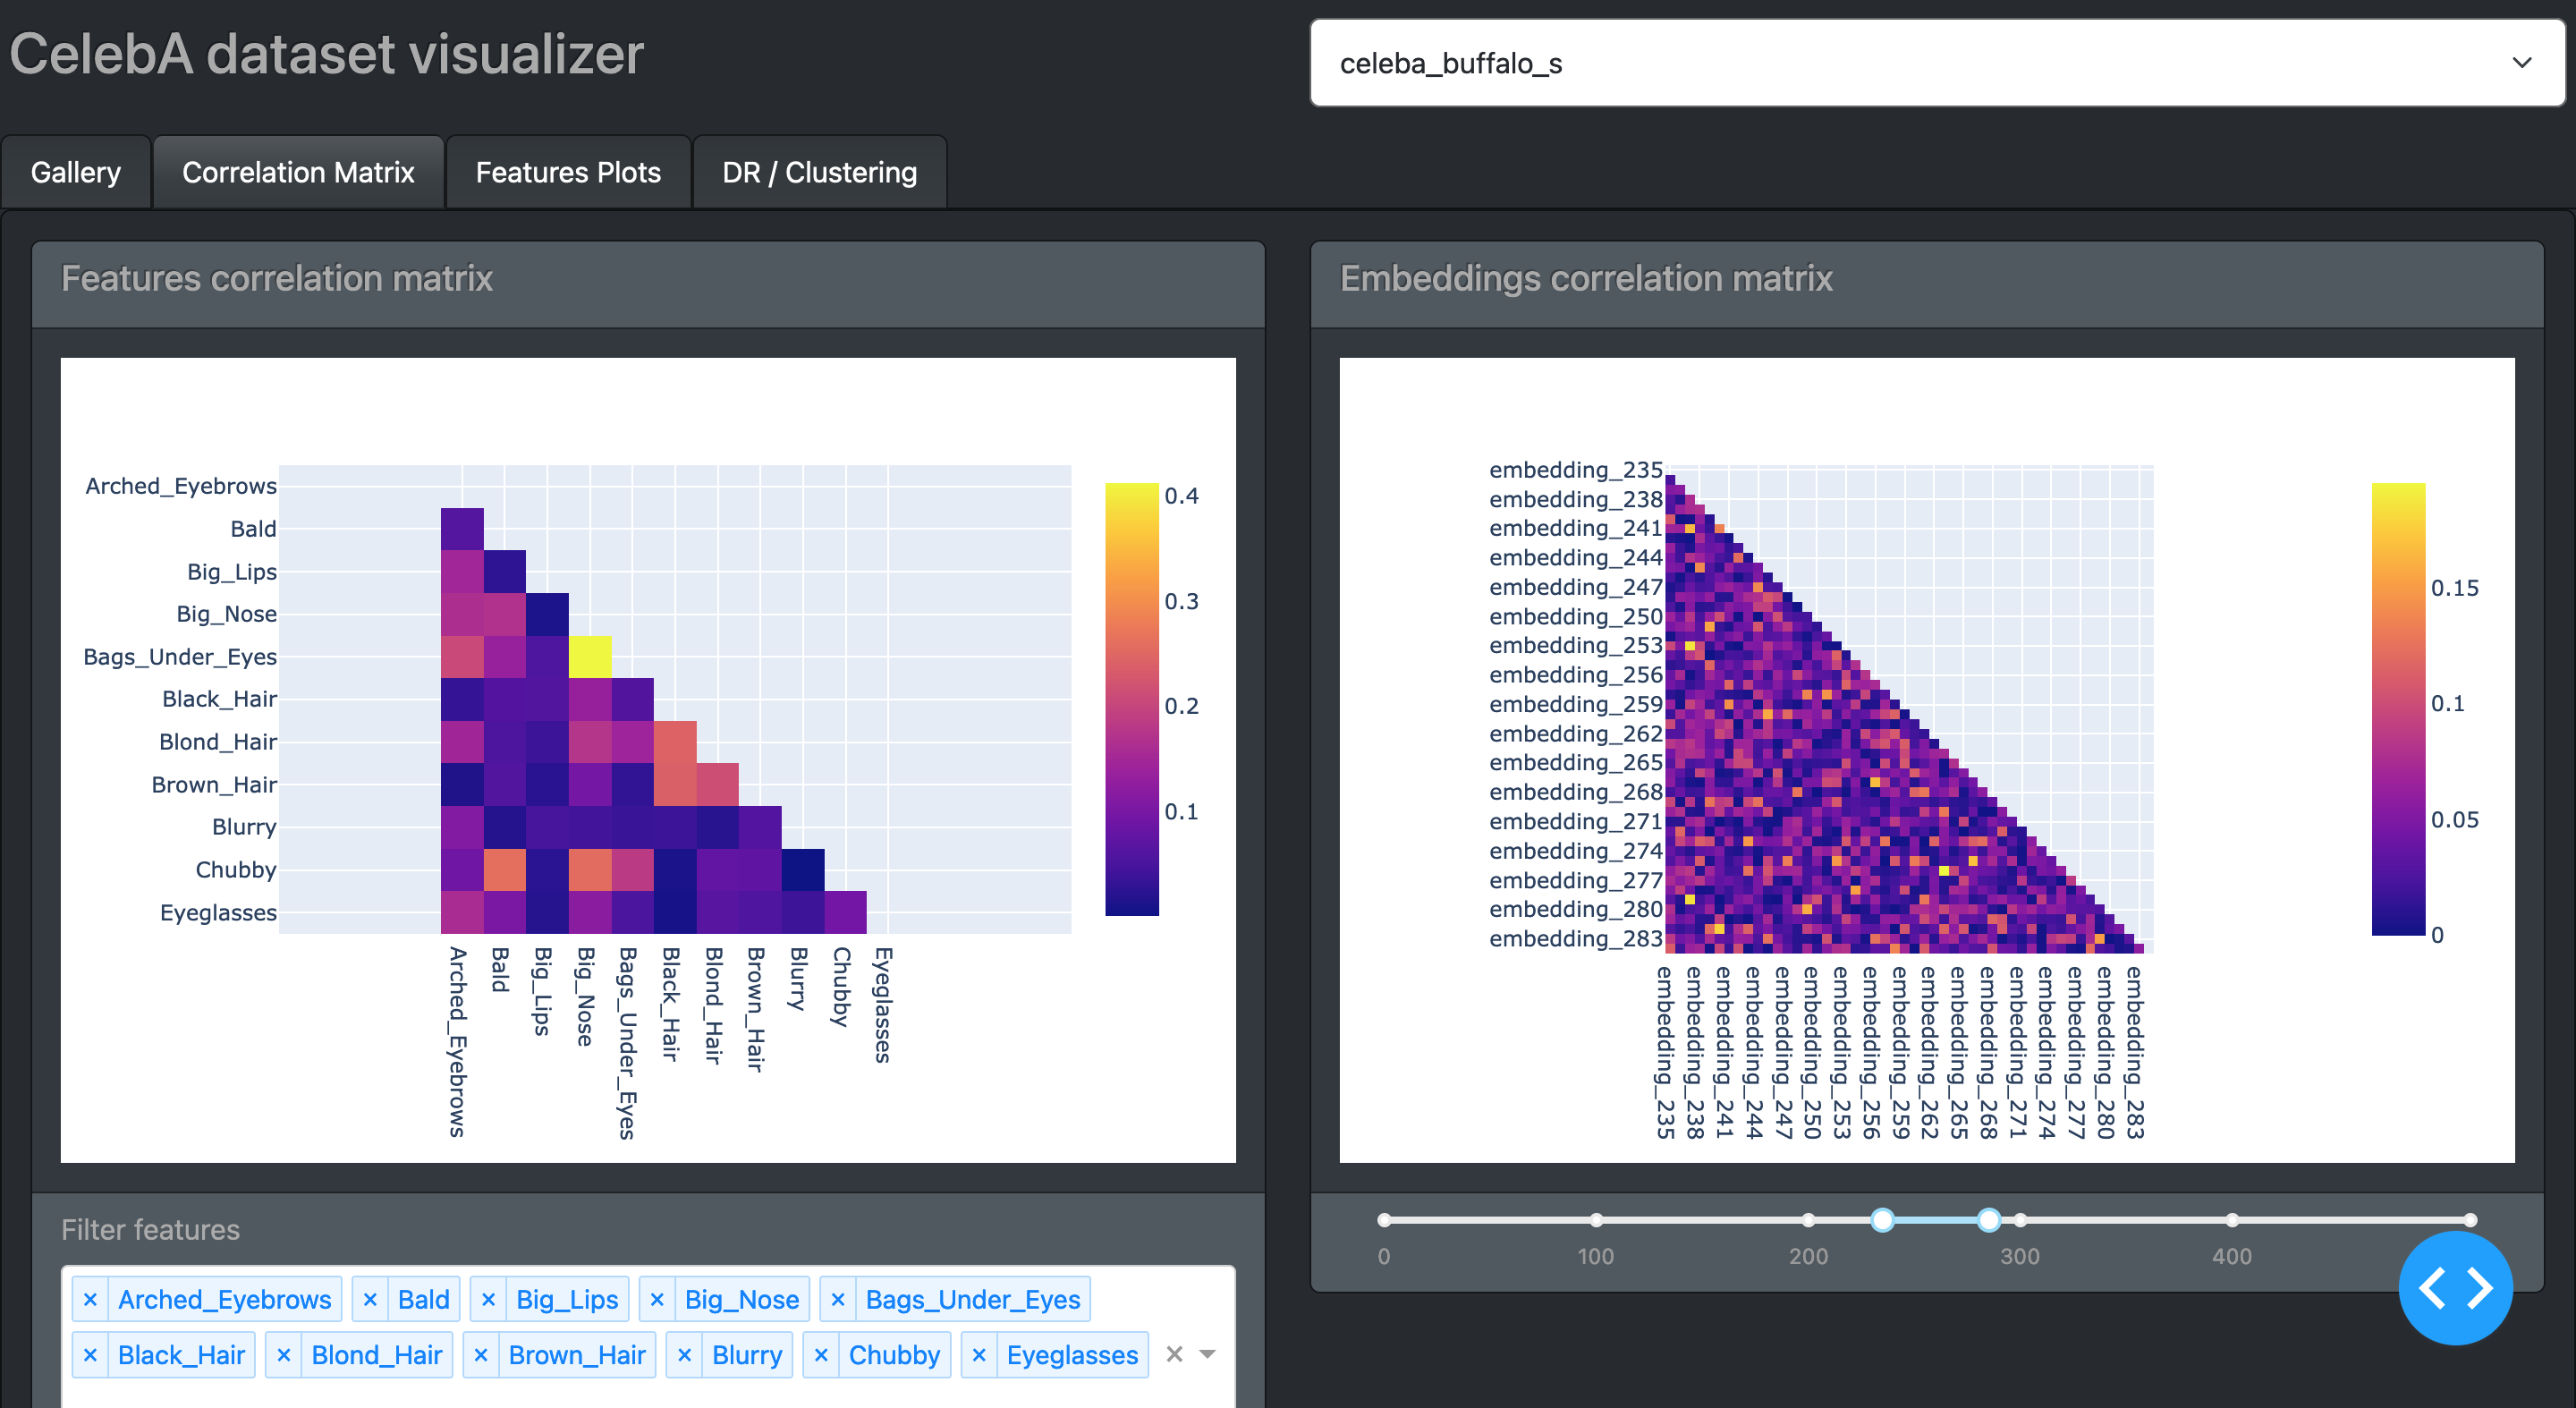 CelebA dataset visualizer
celeba_buffalo_s
Gallery
Correlation Matrix
Features Plots
DR / Clustering
Features correlation matrix
Arched_Eyebrows
Bald
Big_Lips
Big_Nose
Bags_Under_Eyes
Black_Hair
Blond_Hair
Brown_Hair
Blurry
Chubby
Eyeglasses
Arched_Eyebrows
Bald
Big_Lips
Big_Nose
Bags_Under_Eyes
Black_Hair
Blond_Hair
Brown_Hair
Blurry
Chubby
Eyeglasses
0.4
0.3
0.2
0.1
Filter features
× Arched_Eyebrows × Bald × Big_Lips × Big_Nose × Bags_Under_Eyes
× Black_Hair × Blond_Hair × Brown_Hair × Blurry × Chubby × Eyeglasses ×
Embeddings correlation matrix
embedding_235
embedding_238
embedding_241
embedding_244
embedding_247
embedding_250
embedding_253
embedding_256
embedding_259
embedding_262
embedding_265
embedding_268
embedding_271
embedding_274
embedding_277
embedding_280
embedding_283
embedding_235
embedding_238
embedding_241
embedding_244
embedding_247
embedding_250
embedding_253
embedding_256
embedding_259
embedding_262
embedding_265
embedding_268
embedding_271
embedding_274
embedding_277
embedding_280
embedding_283
0.15
0.1
0.05
0
0 100 200 300 400